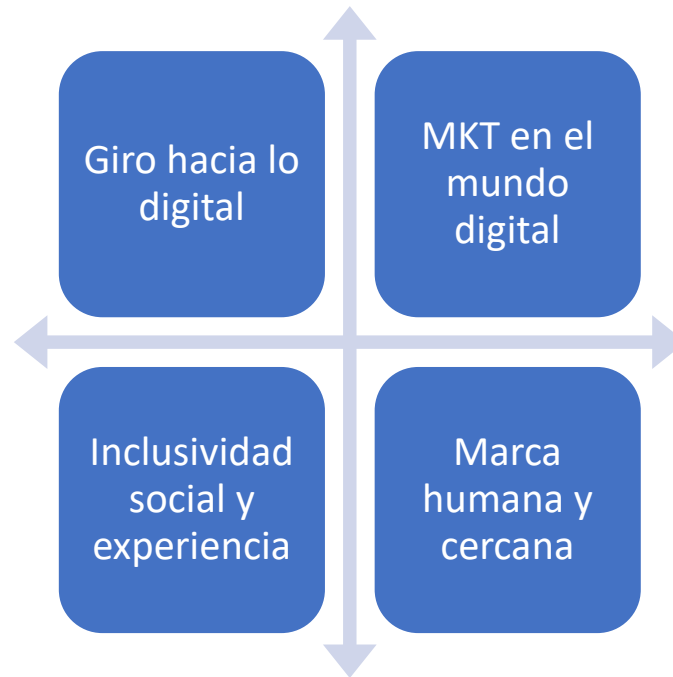 Giro hacia lo
digital
MKT en el
mundo
digital
Inclusividad
social y
experiencia
Marca
humana y
cercana